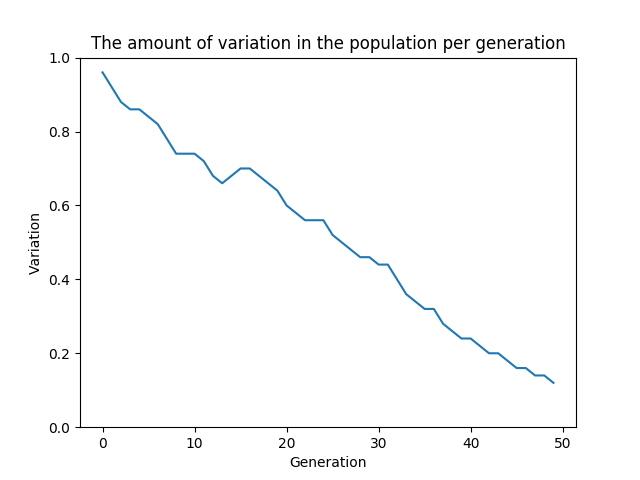 The amount of variation in the population per generation
1.0
0.8
0.6
0.4
0.2
0.0
Variation
0 10 20 30 40 50
Generation